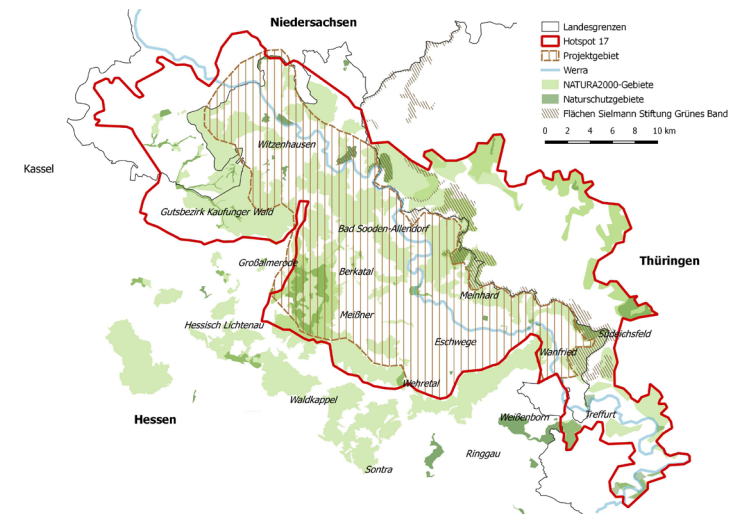 Niedersachsen
Landesgrenzen
Hotspot 17
Projektgebiet
Werra
NATURA2000-Gebiete
Naturschutzgebiete
Flächen Sielmann Stiftung Grünes Band
0 2 4 6 8 10 km
Kassel
Witzenhausen
Gutsbezirk Kaufunger Wald
Bad Sooden-Allendorf
Großalmerode
Berkatal
Thüringen
Meinhard
Meißner
Hessisch Lichtenau
Südeichsfeld
Eschwege
Wanfried
Wehretal
Waldkappel
Hessen
Weißenborn
Treffurt
Ringgau
Sontra